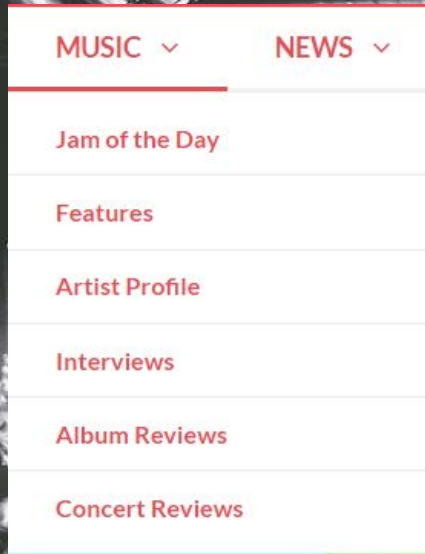 MUSIC NEWS
Jam of the Day
Features
Artist Profile
Interviews
Album Reviews
Concert Reviews